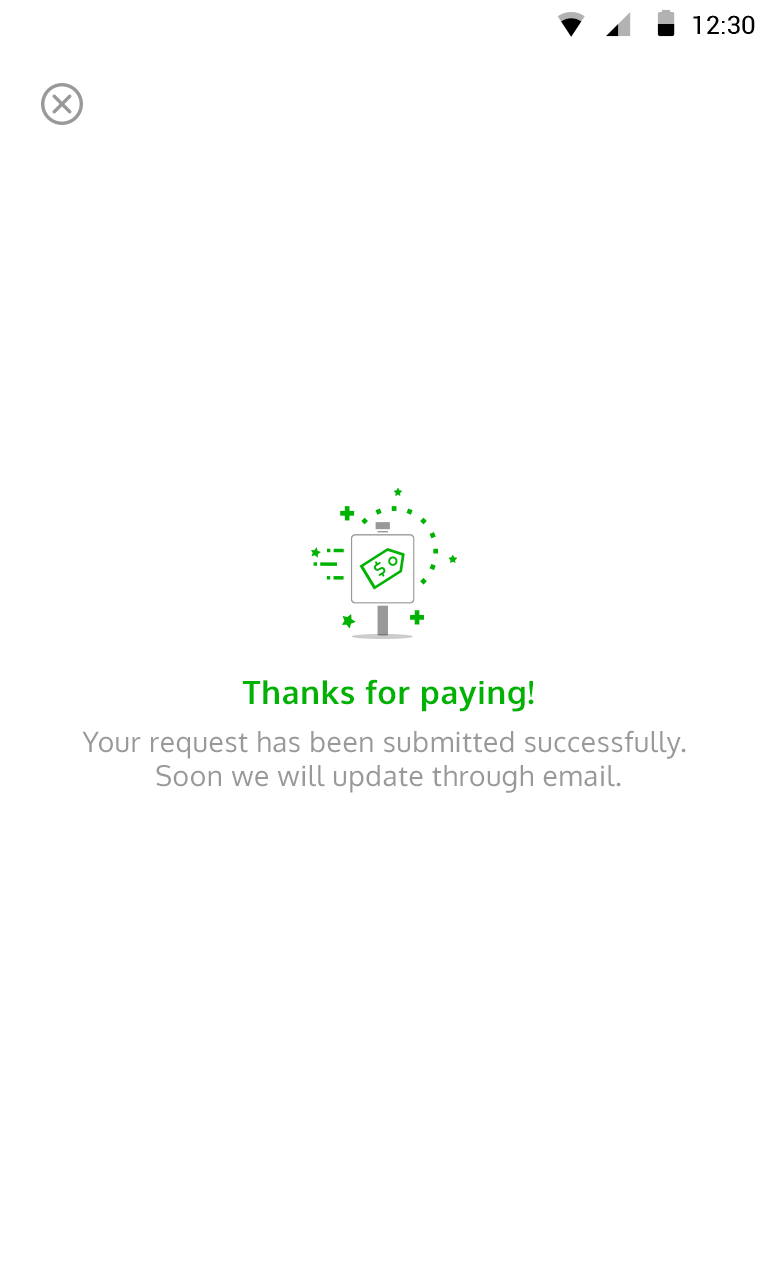 12:30
$
Thanks for paying!
Your request has been submitted successfully.
Soon we will update through email.